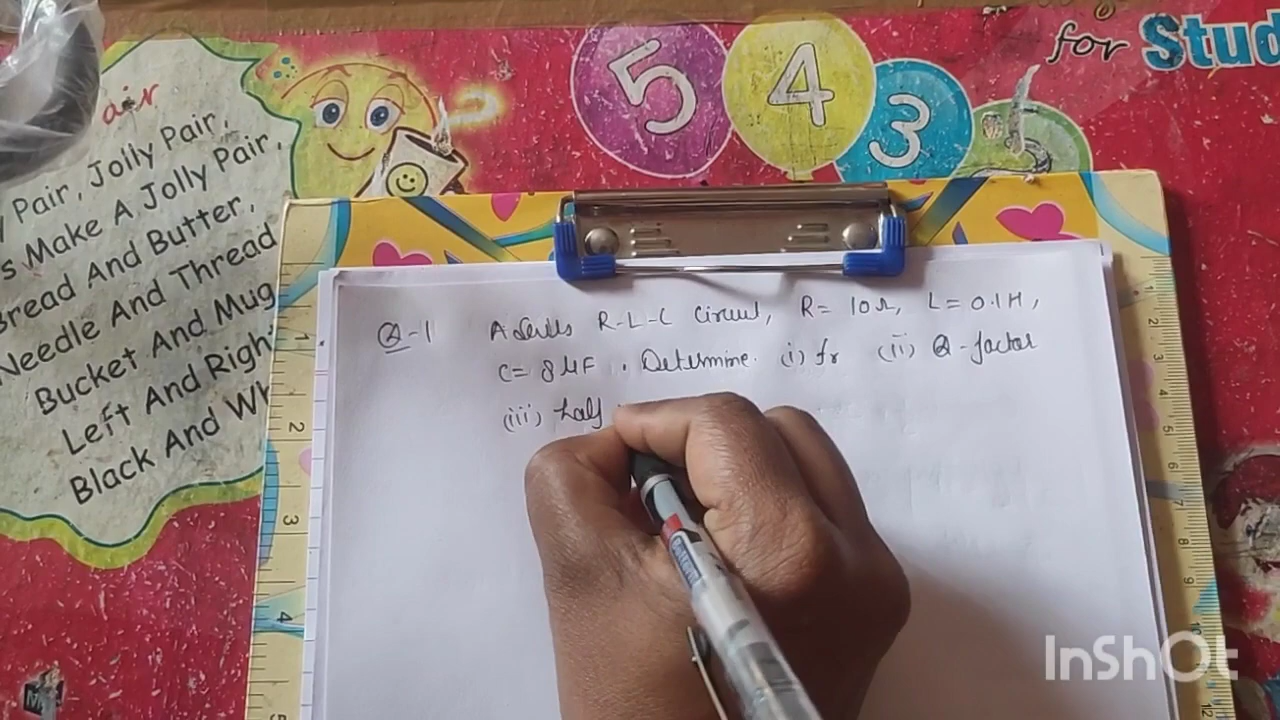 air
Pair, Jolly Pair,
s Make A Jolly Pair,
Bread And Butter,
Needle And Thread
Bucket And Mug
Left And Righ
Black And Wh
5 4 3 2
for Stud
Q-1 A Series R-L-C Circuit, R= 10Ω, L= 0.1H,
C= 8μF. Determine. (i) fr (ii) Q-factor
(iii) half
InShOt